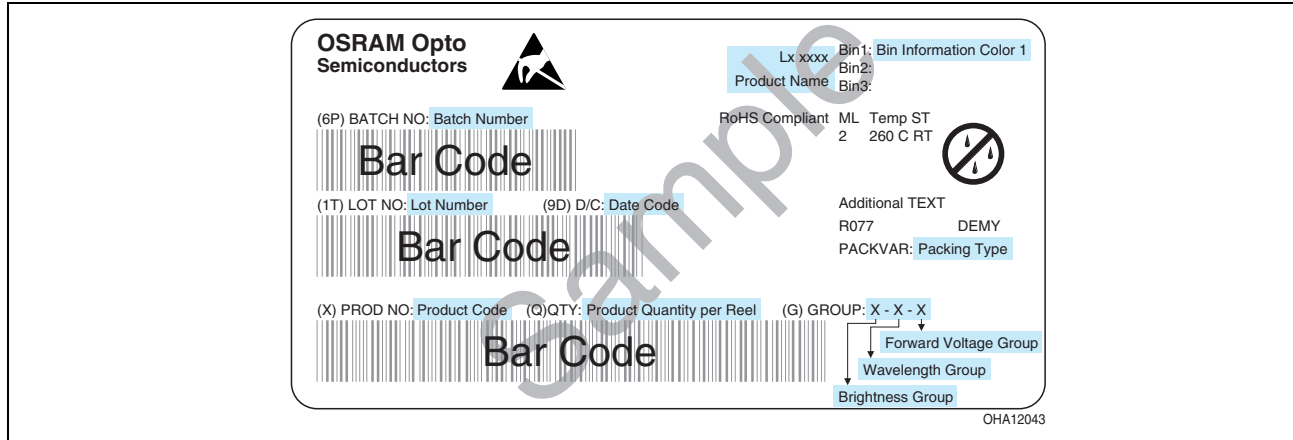 OSRAM Opto
Semiconductors
Lx xxxx
Product Name
Bin1: Bin Information Color 1
Bin2:
Bin3:
(6P) BATCH NO: Batch Number
Bar Code
RoHS Compliant ML Temp ST
2 260 C RT
(1T) LOT NO: Lot Number (9D) D/C: Date Code
Bar Code
Additional TEXT
R077 DEMY
PACKVAR: Packing Type
(X) PROD NO: Product Code (Q)QTY: Product Quantity per Reel (G) GROUP: X - X - X
Bar Code
Forward Voltage Group
Wavelength Group
Brightness Group
Sample
OHA12043